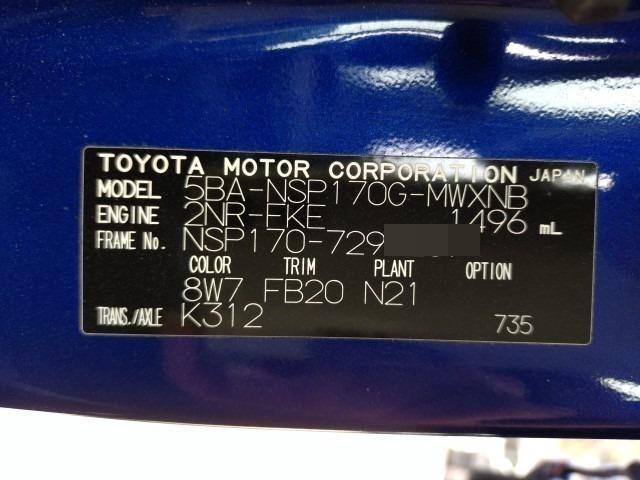 TOYOTA MOTOR CORPORATION JAPAN
MODEL 5BA-NSP170G-MWXNB
ENGINE 2NR-FKE 1496 mL
FRAME No. NSP170-729
COLOR TRIM PLANT OPTION
8W7 FB20 N21
TRANS./AXLE K312 735